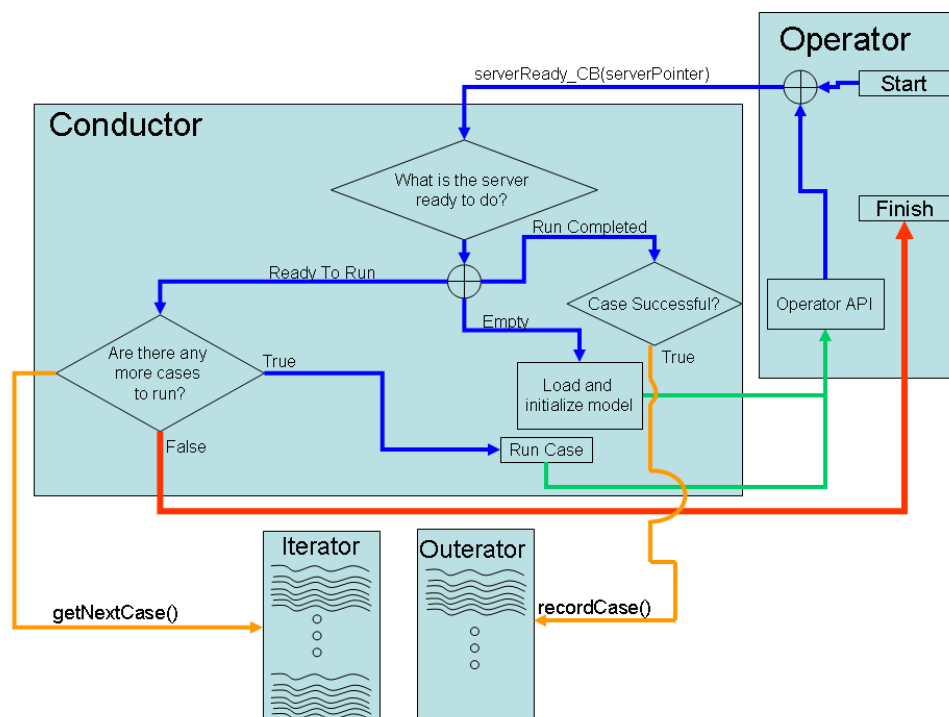 Operator
serverReady_CB(serverPointer)
Start
Conductor
What is the server
ready to do?
Finish
Run Completed
Ready To Run
Case Successful?
Operator API
Empty
Are there any
more cases
to run?
True
True
Load and
initialize model
False
Run Case
Iterator
Outerator
getNextCase()
recordCase()